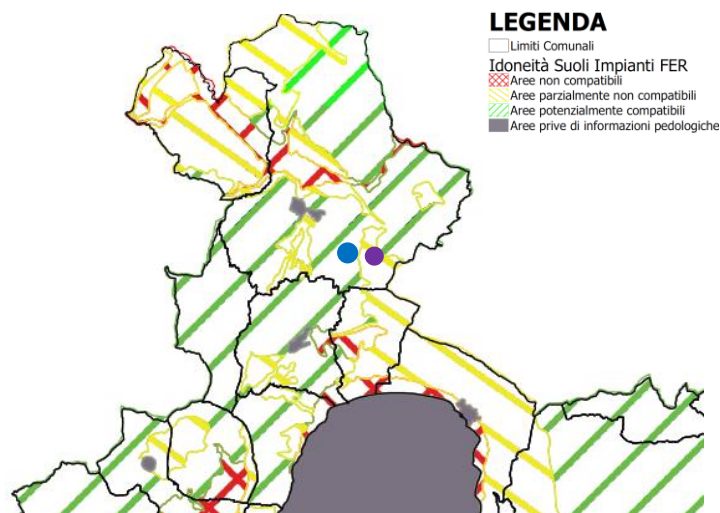 LEGENDA
Limiti Comunali
Idoneità Suoli Impianti FER
Aree non compatibili
Aree parzialmente non compatibili
Aree potenzialmente compatibili
Aree prive di informazioni pedologiche